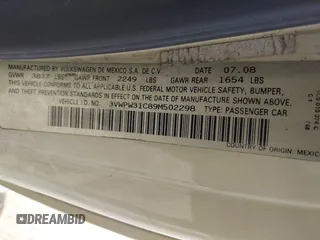 MANUFACTURED BY VOLKSWAGEN DE MEXICO S.A. DE C.V. 07.08
GVWR 3837 LBS GAWR FRONT 2249 LBS GAWR REAR 1654 LBS
THIS VEHICLE CONFORMS TO ALL APPLICABLE
U.S. FEDERAL MOTOR VEHICLE SAFETY, BUMPER,
AND THEFT PREVENTION STANDARDS IN EFFECT ON THE
DATE OF MANUFACTURE SHOWN ABOVE
VEHICLE IDENT.NO.: 3VWPW31C89M502298 TYPE: PASSENGER CAR
COUNTRY OF ORIGIN: MEXICO
DREAMBID